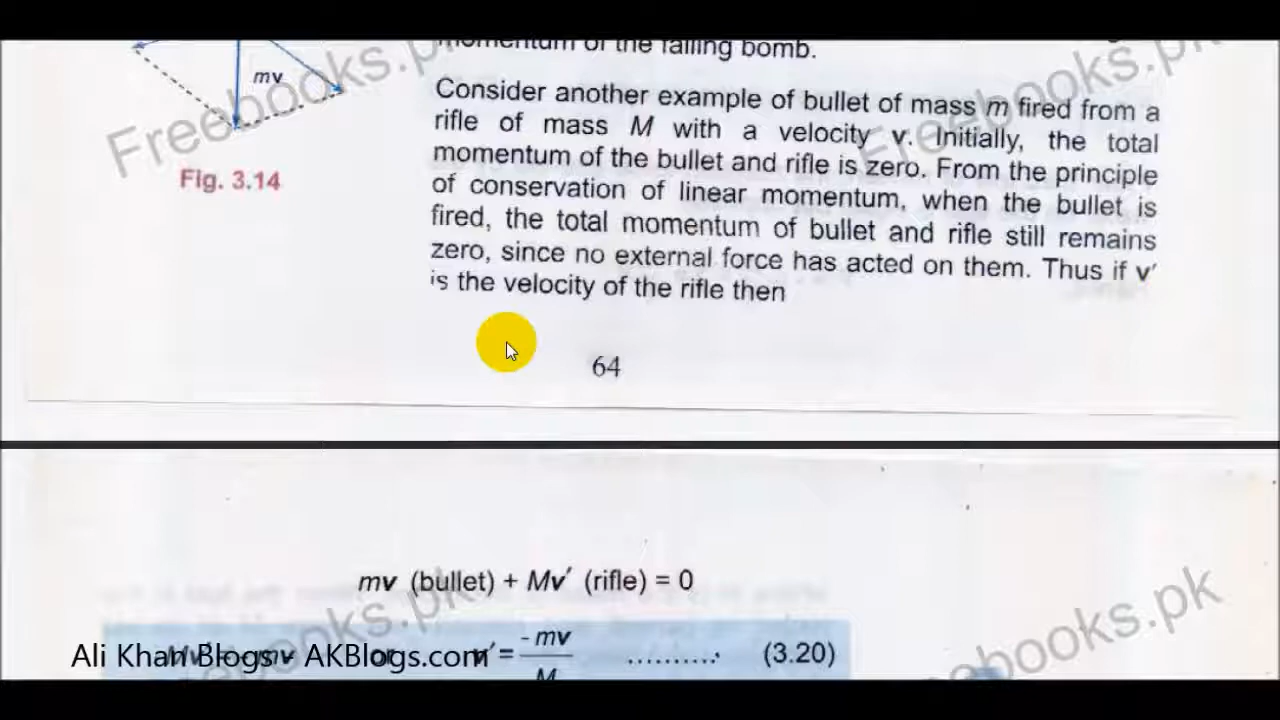 momentum of the falling bomb.
mv
Consider another example of bullet of mass m fired from a
rifle of mass M with a velocity v. Initially, the total
momentum of the bullet and rifle is zero. From the principle
of conservation of linear momentum, when the bullet is
fired, the total momentum of bullet and rifle still remains
zero, since no external force has acted on them. Thus if v′
is the velocity of the rifle then
Fig. 3.14
Freebooks.pk
Freebooks.pk
64
mv (bullet) + Mv′ (rifle) = 0
or v′ = -mv / M .......... (3.20)
Ali Khan Blogs - AKBlogs.com